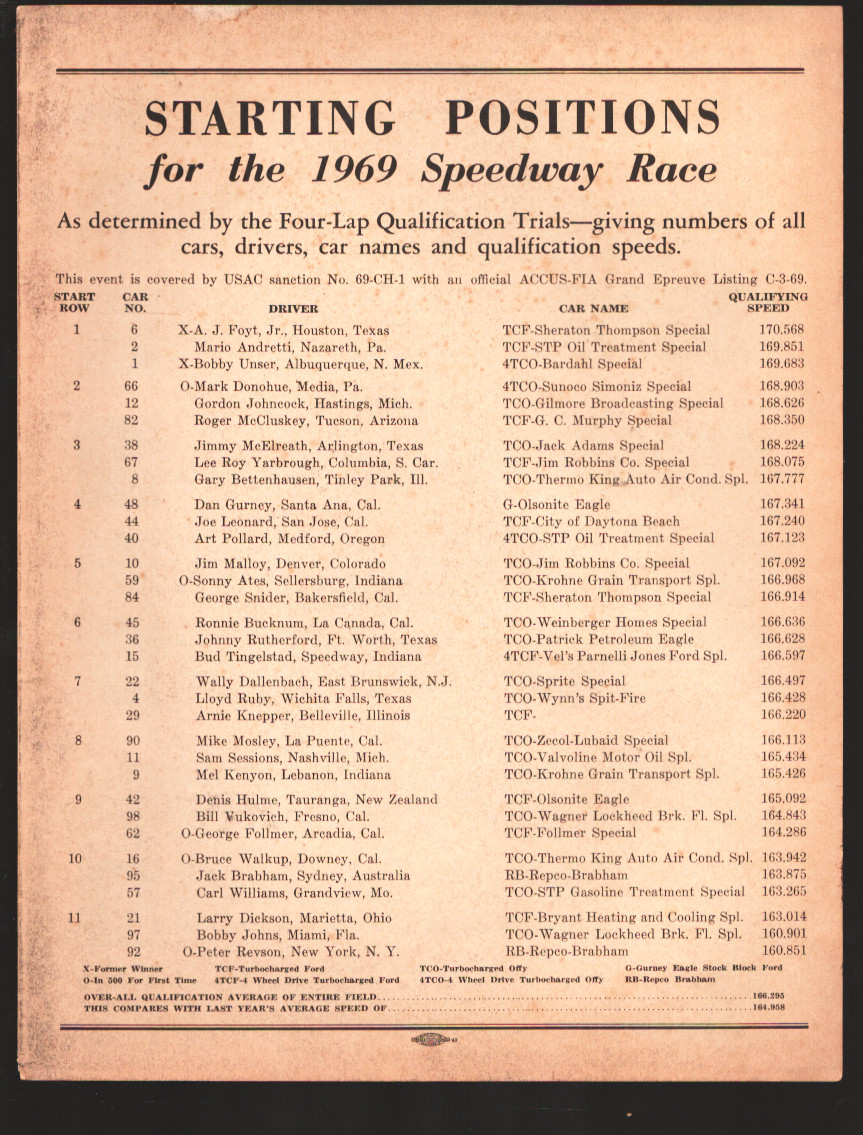 STARTING POSITIONS
for the 1969 Speedway Race
As determined by the Four-Lap Qualification Trials—giving numbers of all
cars, drivers, car names and qualification speeds.
This event is covered by USAC sanction No. 69-CH-1 with an official ACCUS-FIA Grand Epreuve Listing C-3-69.
START ROW CAR NO. DRIVER CAR NAME QUALIFYING SPEED
1 6 X-A. J. Foyt, Jr., Houston, Texas TCF-Sheraton Thompson Special 170.568
2 Mario Andretti, Nazareth, Pa. TCF-STP Oil Treatment Special 169.851
1 X-Bobby Unser, Albuquerque, N. Mex. 4TCO-Bardahl Special 169.683
2 66 O-Mark Donohue, Media, Pa. 4TCO-Sunoco Simoniz Special 168.903
12 Gordon Johncock, Hastings, Mich. TCO-Gilmore Broadcasting Special 168.626
82 Roger McCluskey, Tucson, Arizona TCF-G. C. Murphy Special 168.350
3 38 Jimmy McElreath, Arlington, Texas TCO-Jack Adams Special 168.224
67 Lee Roy Yarbrough, Columbia, S. Car. TCF-Jim Robbins Co. Special 168.075
8 Gary Bettenhausen, Tinley Park, Ill. TCO-Thermo King Auto Air Cond. Spl. 167.777
4 48 Dan Gurney, Santa Ana, Cal. G-Olsonite Eagle 167.341
44 Joe Leonard, San Jose, Cal. TCF-City of Daytona Beach 167.240
40 Art Pollard, Medford, Oregon 4TCO-STP Oil Treatment Special 167.123
5 10 Jim Malloy, Denver, Colorado TCO-Jim Robbins Co. Special 167.092
59 O-Sonny Ates, Sellersburg, Indiana TCO-Krohne Grain Transport Spl. 166.968
84 George Snider, Bakersfield, Cal. TCF-Sheraton Thompson Special 166.914
6 45 Ronnie Bucknum, La Canada, Cal. TCO-Weinberger Homes Special 166.636
36 Johnny Rutherford, Ft. Worth, Texas TCO-Patrick Petroleum Eagle 166.628
15 Bud Tingelstad, Speedway, Indiana 4TCF-Vel's Parnelli Jones Ford Spl. 166.597
7 22 Wally Dallenbach, East Brunswick, N.J. TCO-Sprite Special 166.497
4 Lloyd Ruby, Wichita Falls, Texas TCO-Wynn's Spit-Fire 166.428
29 Arnie Knepper, Belleville, Illinois TCF- 166.220
8 90 Mike Mosley, La Puente, Cal. TCO-Zecol-Lubaid Special 166.113
11 Sam Sessions, Nashville, Mich. TCO-Valvoline Motor Oil Spl. 165.434
9 Mel Kenyon, Lebanon, Indiana TCO-Krohne Grain Transport Spl. 165.426
9 42 Denis Hulme, Tauranga, New Zealand TCF-Olsonite Eagle 165.092
98 Bill Vukovich, Fresno, Cal. TCO-Wagner Lockheed Brk. Fl. Spl. 164.843
62 O-George Follmer, Arcadia, Cal. TCF-Follmer Special 164.286
10 16 O-Bruce Walkup, Downey, Cal. TCO-Thermo King Auto Air Cond. Spl. 163.942
95 Jack Brabham, Sydney, Australia RB-Repco-Brabham 163.875
57 Carl Williams, Grandview, Mo. TCO-STP Gasoline Treatment Special 163.265
11 21 Larry Dickson, Marietta, Ohio TCF-Bryant Heating and Cooling Spl. 163.014
97 Bobby Johns, Miami, Fla. TCO-Wagner Lockheed Brk. Fl. Spl. 160.901
92 O-Peter Revson, New York, N. Y. RB-Repco-Brabham 160.851
X-Former Winner TCF-Turbocharged Ford TCO-Turbocharged Offy G-Gurney Eagle Stock Block Ford
O-In 500 For First Time 4TCF-4 Wheel Drive Turbocharged Ford 4TCO-4 Wheel Drive Turbocharged Offy RB-Repco Brabham
OVER-ALL QUALIFICATION AVERAGE OF ENTIRE FIELD 166.295
THIS COMPARES WITH LAST YEAR'S AVERAGE SPEED OF 164.958